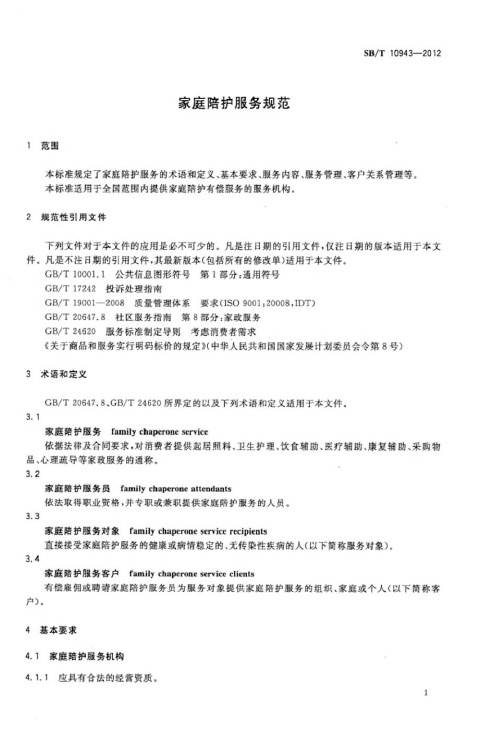 SB/T 10943—2012
家庭陪护服务规范
1 范围
本标准规定了家庭陪护服务的术语和定义、基本要求、服务内容、服务管理、客户关系管理等。
本标准适用于全国范围内提供家庭陪护有偿服务的服务机构。
2 规范性引用文件
下列文件对于本文件的应用是必不可少的。凡是注日期的引用文件,仅注日期的版本适用于本文
件。凡是不注日期的引用文件,其最新版本(包括所有的修改单)适用于本文件。
GB/T 10001.1 公共信息图形符号 第1部分:通用符号
GB/T 17242 投诉处理指南
GB/T 19001—2008 质量管理体系 要求(ISO 9001:20008,IDT)
GB/T 20647.8 社区服务指南 第8部分:家政服务
GB/T 24620 服务标准制定导则 考虑消费者需求
《关于商品和服务实行明码标价的规定》(中华人民共和国国家发展计划委员会令第8号)
3 术语和定义
GB/T 20647.8、GB/T 24620所界定的以及下列术语和定义适用于本文件。
3.1
家庭陪护服务 family chaperone service
依据法律及合同要求,对消费者提供起居照料、卫生护理、饮食辅助、医疗辅助、康复辅助、采购物
品、心理疏导等家政服务的通称。
3.2
家庭陪护服务员 family chaperone attendants
依法取得职业资格,并专职或兼职提供家庭陪护服务的人员。
3.3
家庭陪护服务对象 family chaperone service recipients
直接接受家庭陪护服务的健康或病情稳定的、无传染性疾病的人(以下简称服务对象)。
3.4
家庭陪护服务客户 family chaperone service clients
有偿雇佣或聘请家庭陪护服务员为服务对象提供家庭陪护服务的组织、家庭或个人(以下简称客
户)。
4 基本要求
4.1 家庭陪护服务机构
4.1.1 应具有合法的经营资质。
1